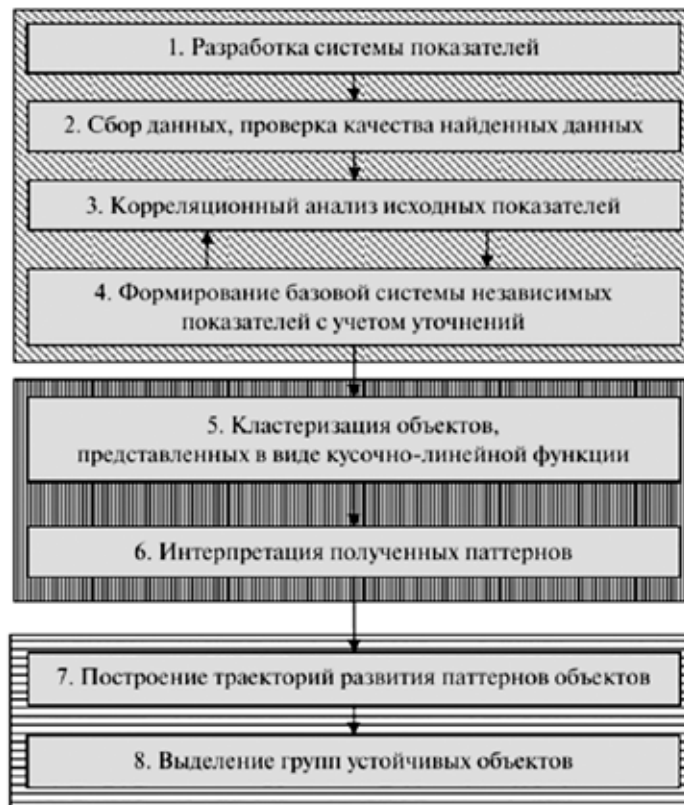 1. Разработка системы показателей
2. Сбор данных, проверка качества найденных данных
3. Корреляционный анализ исходных показателей
4. Формирование базовой системы независимых
показателей с учетом уточнений
5. Кластеризация объектов,
представленных в виде кусочно-линейной функции
6. Интерпретация полученных паттернов
7. Построение траекторий развития паттернов объектов
8. Выделение групп устойчивых объектов